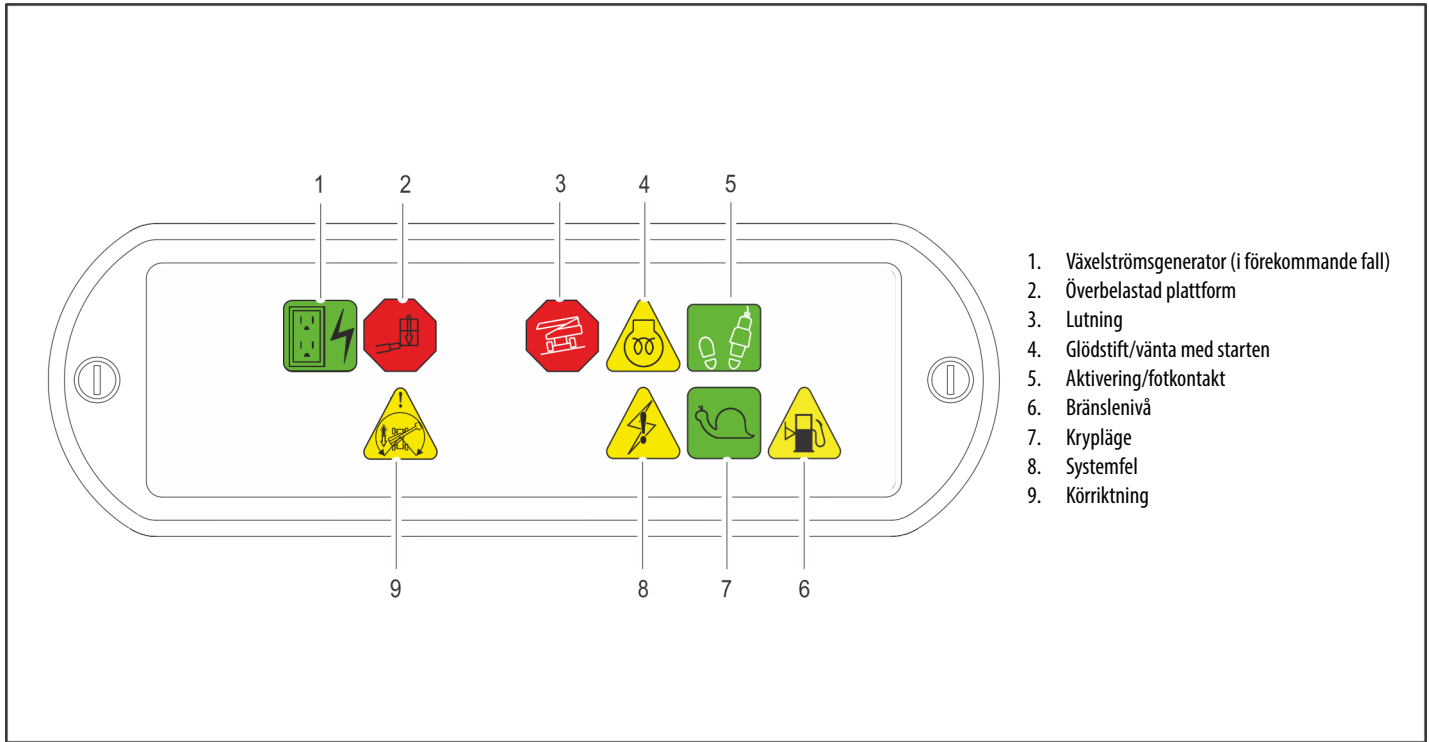 1 2 3 4 5
9 8 7 6
1. Växelströmsgenerator (i förekommande fall)
2. Överbelastad plattform
3. Lutning
4. Glödstift/vänta med starten
5. Aktivering/fotkontakt
6. Bränslenivå
7. Krypläge
8. Systemfel
9. Körriktning